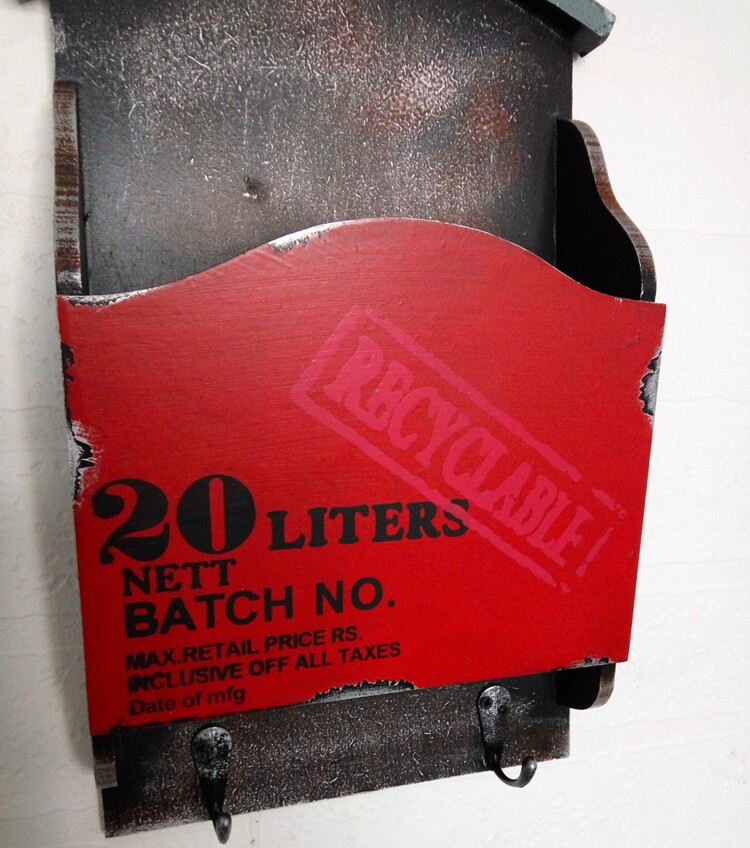 RECYCLABLE
20 LITERS
NETT
BATCH NO.
MAX.RETAIL PRICE RS.
INCLUSIVE OFF ALL TAXES
Date of mfg